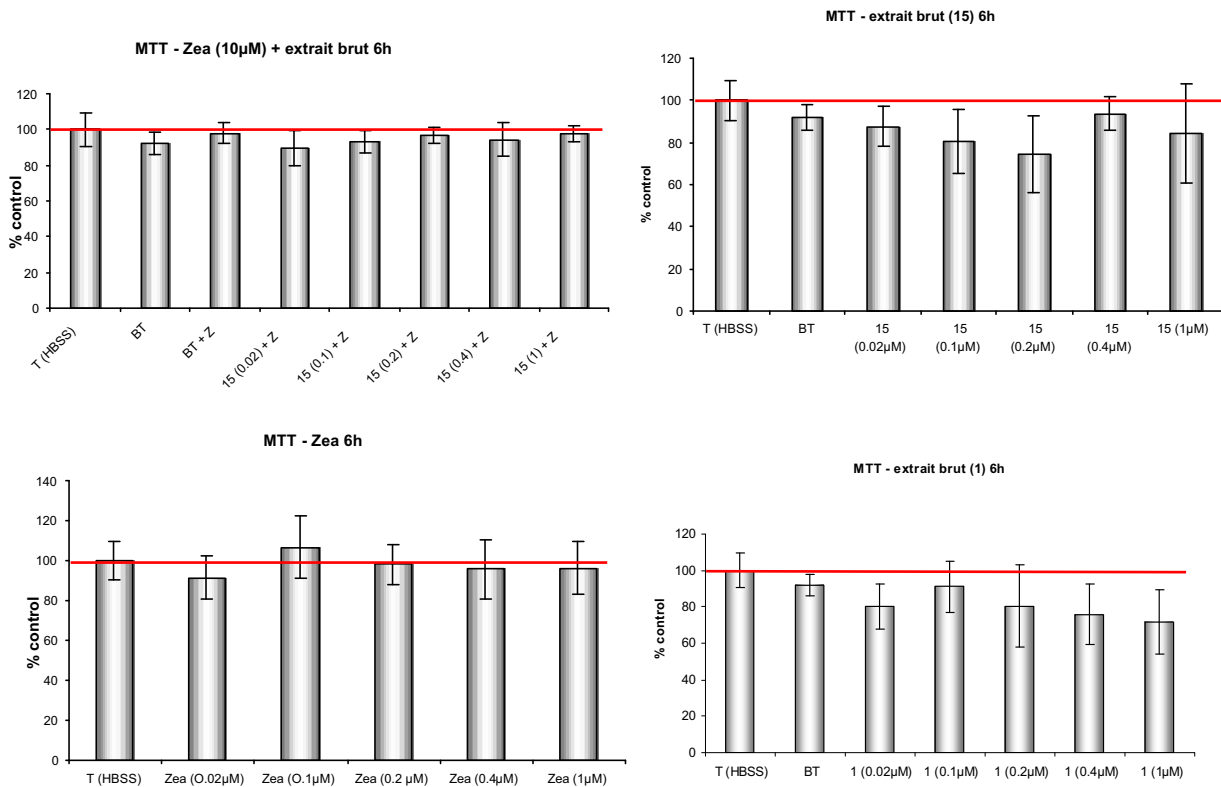 MTT - Zea (10µM) + extrait brut 6h
120
100
80
60
40
20
0
% control
T (HBSS)
BT
BT + Z
15 (0.02) + Z
15 (0.1) + Z
15 (0.2) + Z
15 (0.4) + Z
15 (1) + Z
MTT - extrait brut (15) 6h
120
100
80
60
40
20
0
% control
T (HBSS)
BT
15
(0.02µM)
15
(0.1µM)
15
(0.2µM)
15
(0.4µM)
15 (1µM)
MTT - Zea 6h
140
120
100
80
60
40
20
0
% control
T (HBSS)
Zea (O.02µM)
Zea (O.1µM)
Zea (0.2 µM)
Zea (0.4µM)
Zea (1µM)
MTT - extrait brut (1) 6h
120
100
80
60
40
20
0
% control
T (HBSS)
BT
1 (0.02µM)
1 (0.1µM)
1 (0.2µM)
1 (0.4µM)
1 (1µM)